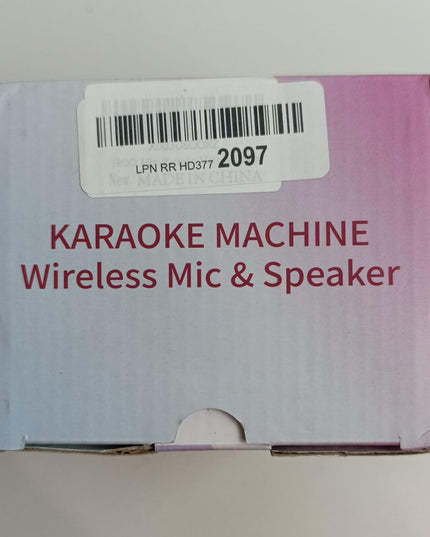 LPN RR HD377 2097
MADE IN CHINA
KARAOKE MACHINE
Wireless Mic & Speaker